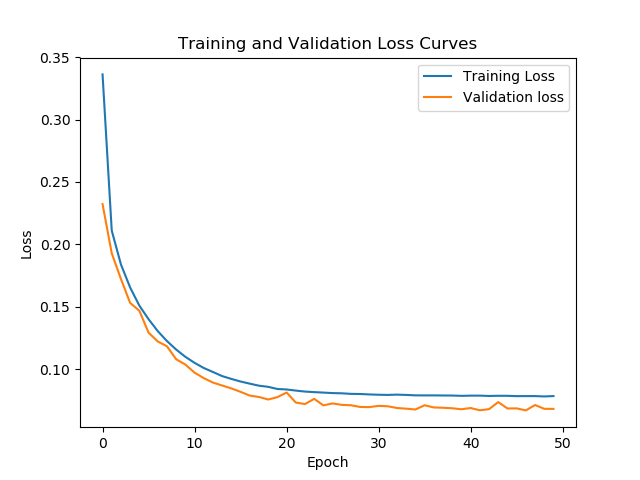 Training and Validation Loss Curves
Training Loss
Validation loss
0.35
0.30
0.25
0.20
0.15
0.10
Loss
0 10 20 30 40 50
Epoch